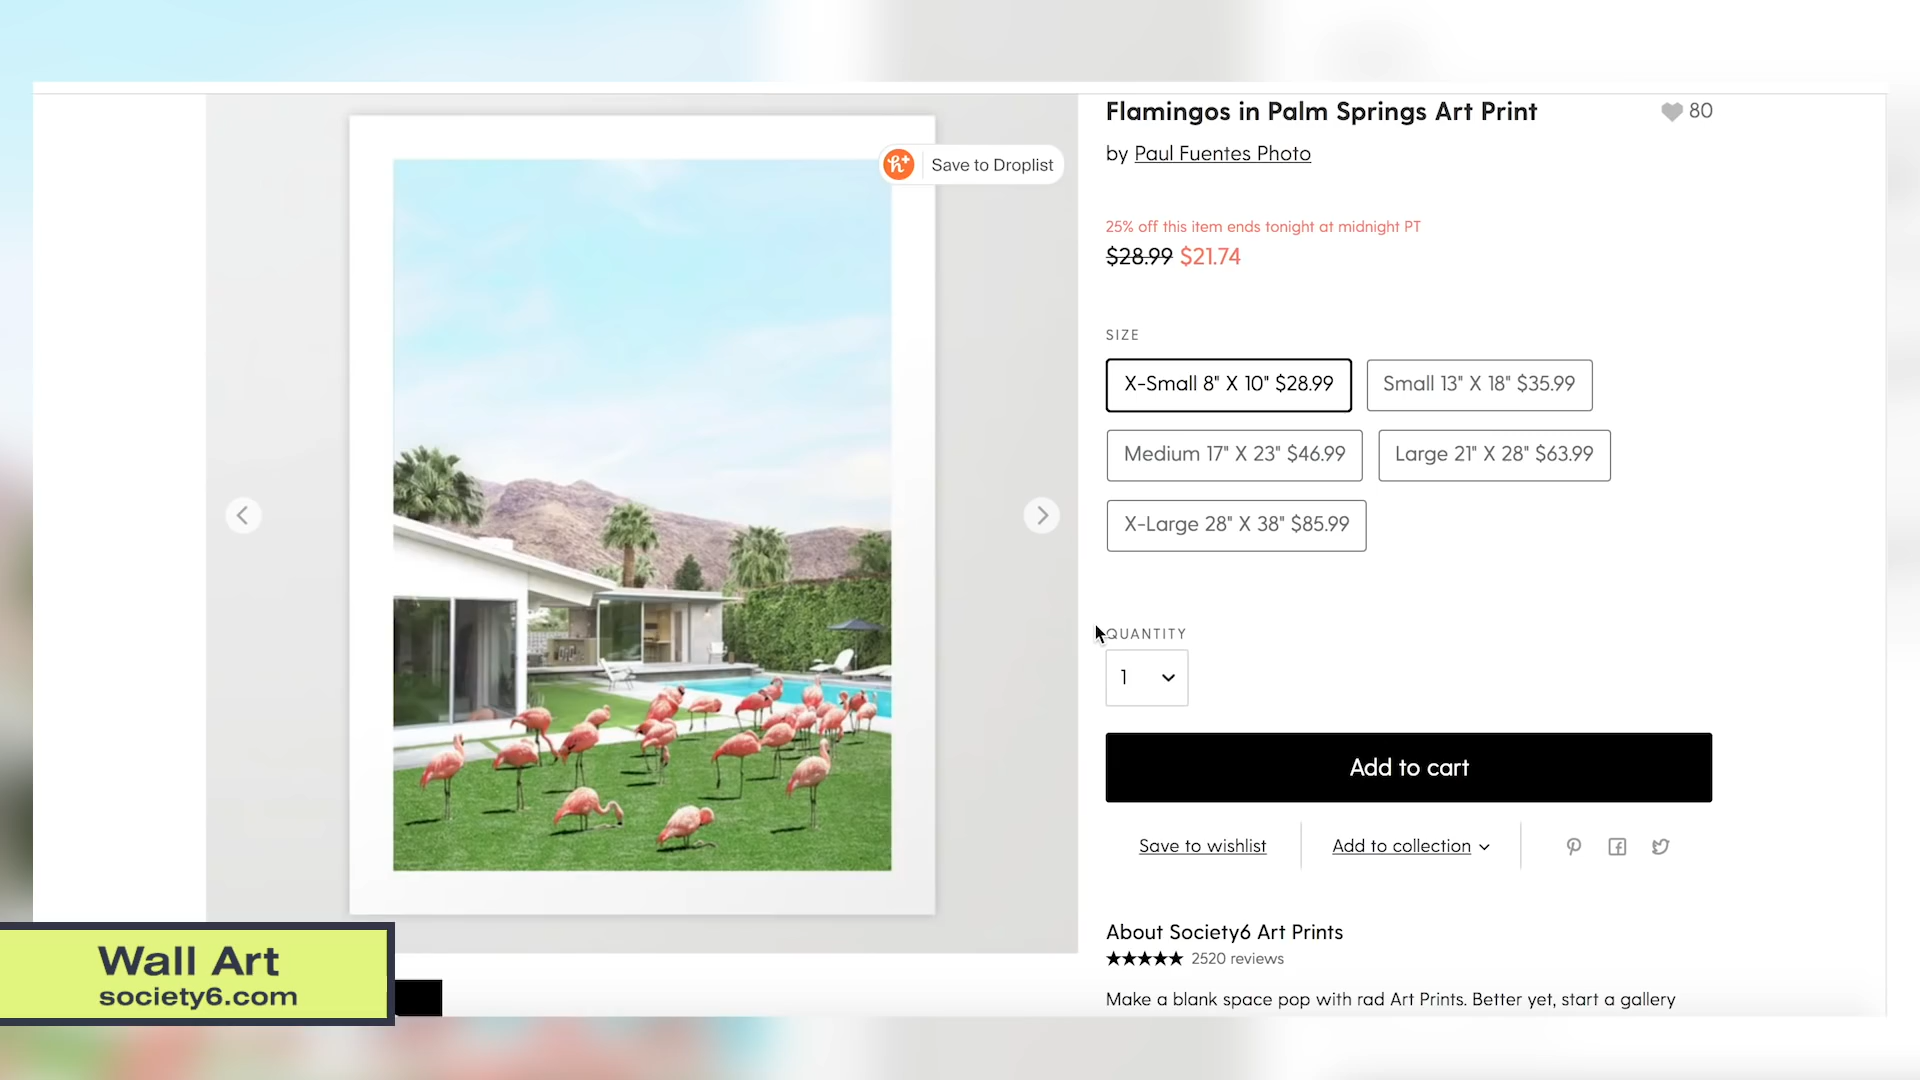 Flamingos in Palm Springs Art Print
80
by Paul Fuentes Photo
h+ Save to Droplist
25% off this item ends tonight at midnight PT
$28.99 $21.74
SIZE
X-Small 8" X 10" $28.99
Small 13" X 18" $35.99
Medium 17" X 23" $46.99
Large 21" X 28" $63.99
X-Large 28" X 38" $85.99
QUANTITY
1
Add to cart
Save to wishlist
Add to collection
About Society6 Art Prints
2520 reviews
Make a blank space pop with rad Art Prints. Better yet, start a gallery
Wall Art
society6.com